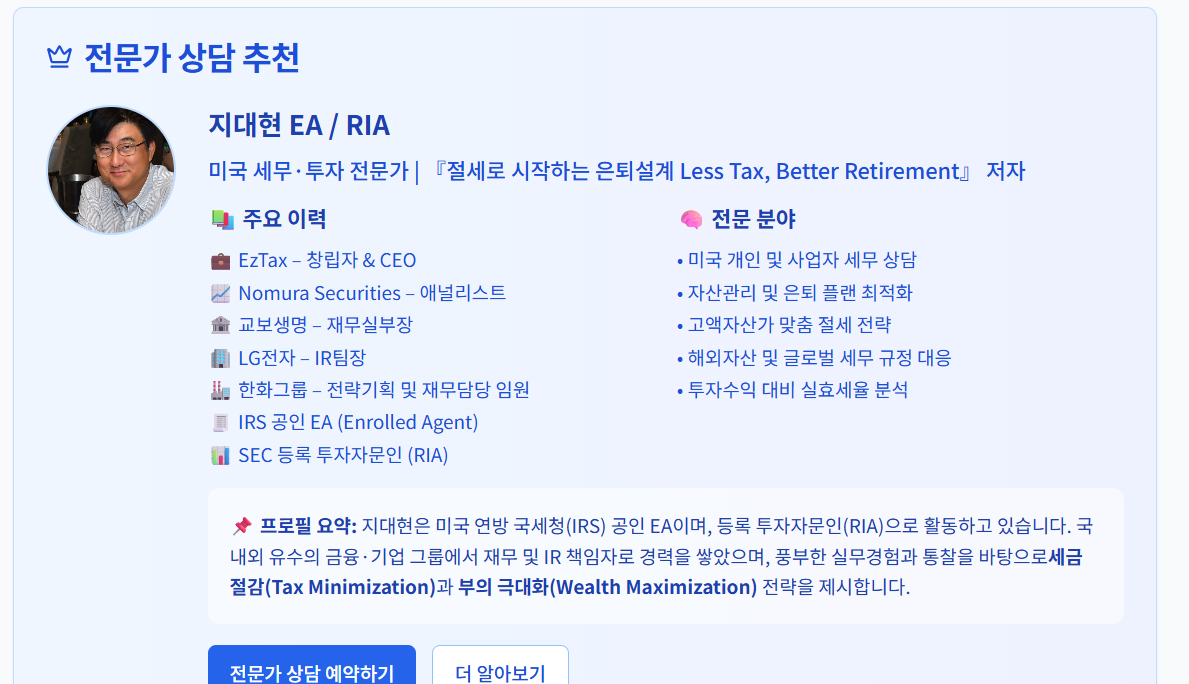 전문가 상담 추천
지대현 EA / RIA
미국 세무·투자 전문가 | 『절세로 시작하는 은퇴설계 Less Tax, Better Retirement』 저자
주요 이력
EzTax – 창립자 & CEO
Nomura Securities – 애널리스트
교보생명 – 재무실부장
LG전자 – IR팀장
한화그룹 – 전략기획 및 재무담당 임원
IRS 공인 EA (Enrolled Agent)
SEC 등록 투자자문인 (RIA)
전문 분야
• 미국 개인 및 사업자 세무 상담
• 자산관리 및 은퇴 플랜 최적화
• 고액자산가 맞춤 절세 전략
• 해외자산 및 글로벌 세무 규정 대응
• 투자수익 대비 실효세율 분석
프로필 요약: 지대현은 미국 연방 국세청(IRS) 공인 EA이며, 등록 투자자문인(RIA)으로 활동하고 있습니다. 국
내외 유수의 금융·기업 그룹에서 재무 및 IR 책임자로 경력을 쌓았으며, 풍부한 실무경험과 통찰을 바탕으로세금
절감(Tax Minimization)과 부의 극대화(Wealth Maximization) 전략을 제시합니다.
전문가 상담 예약하기
더 알아보기